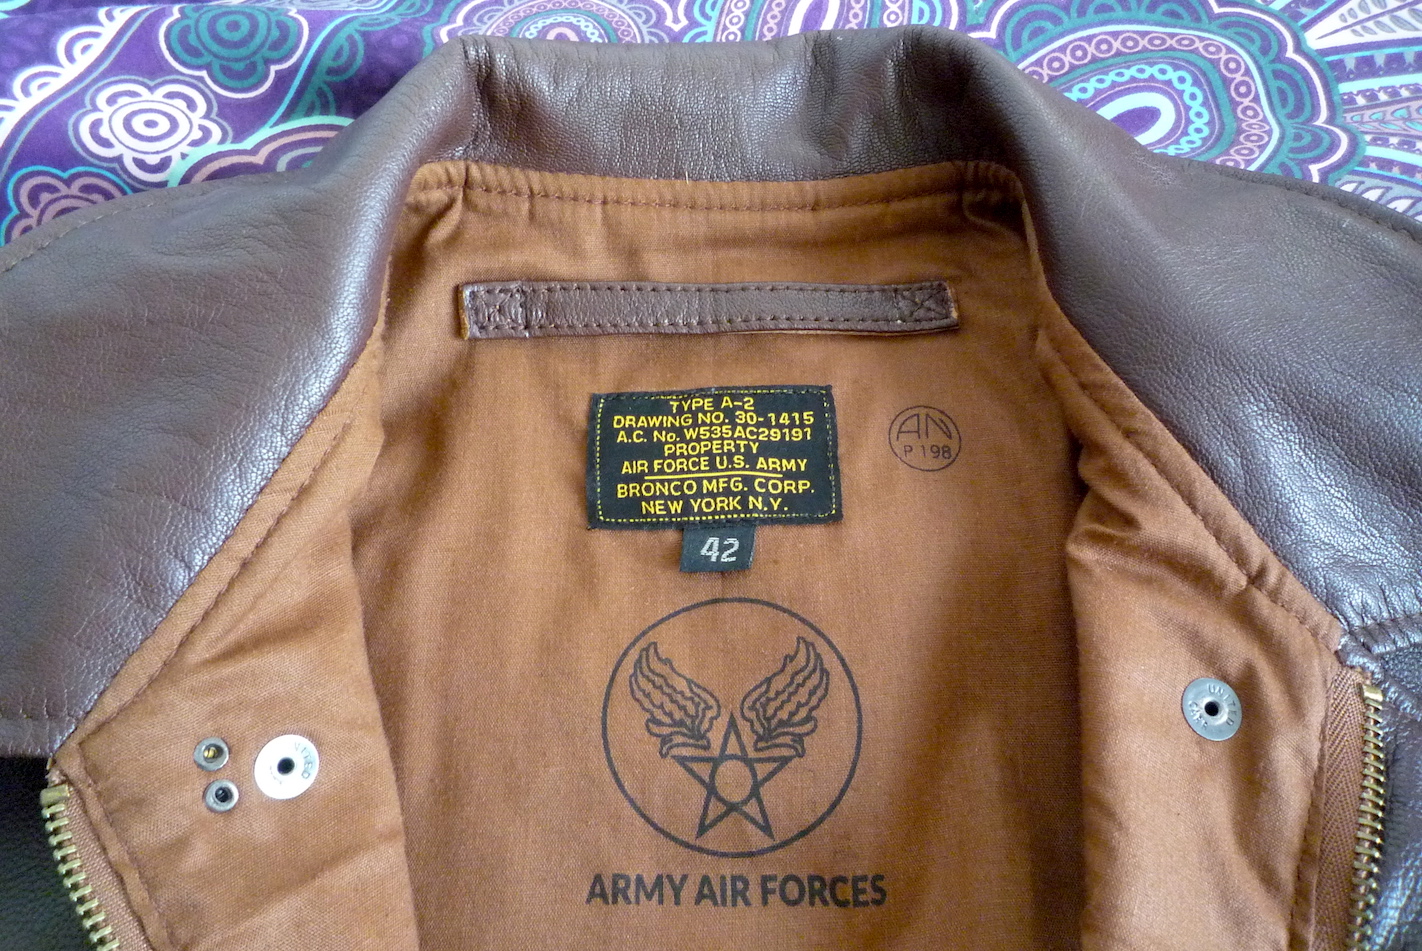 TYPE A-2
DRAWING NO. 30-1415
A.C. No. W535AC29191
PROPERTY
AIR FORCE U.S. ARMY
BRONCO MFG. CORP.
NEW YORK N.Y.
AN
P 198
42
ARMY AIR FORCES
UNITED